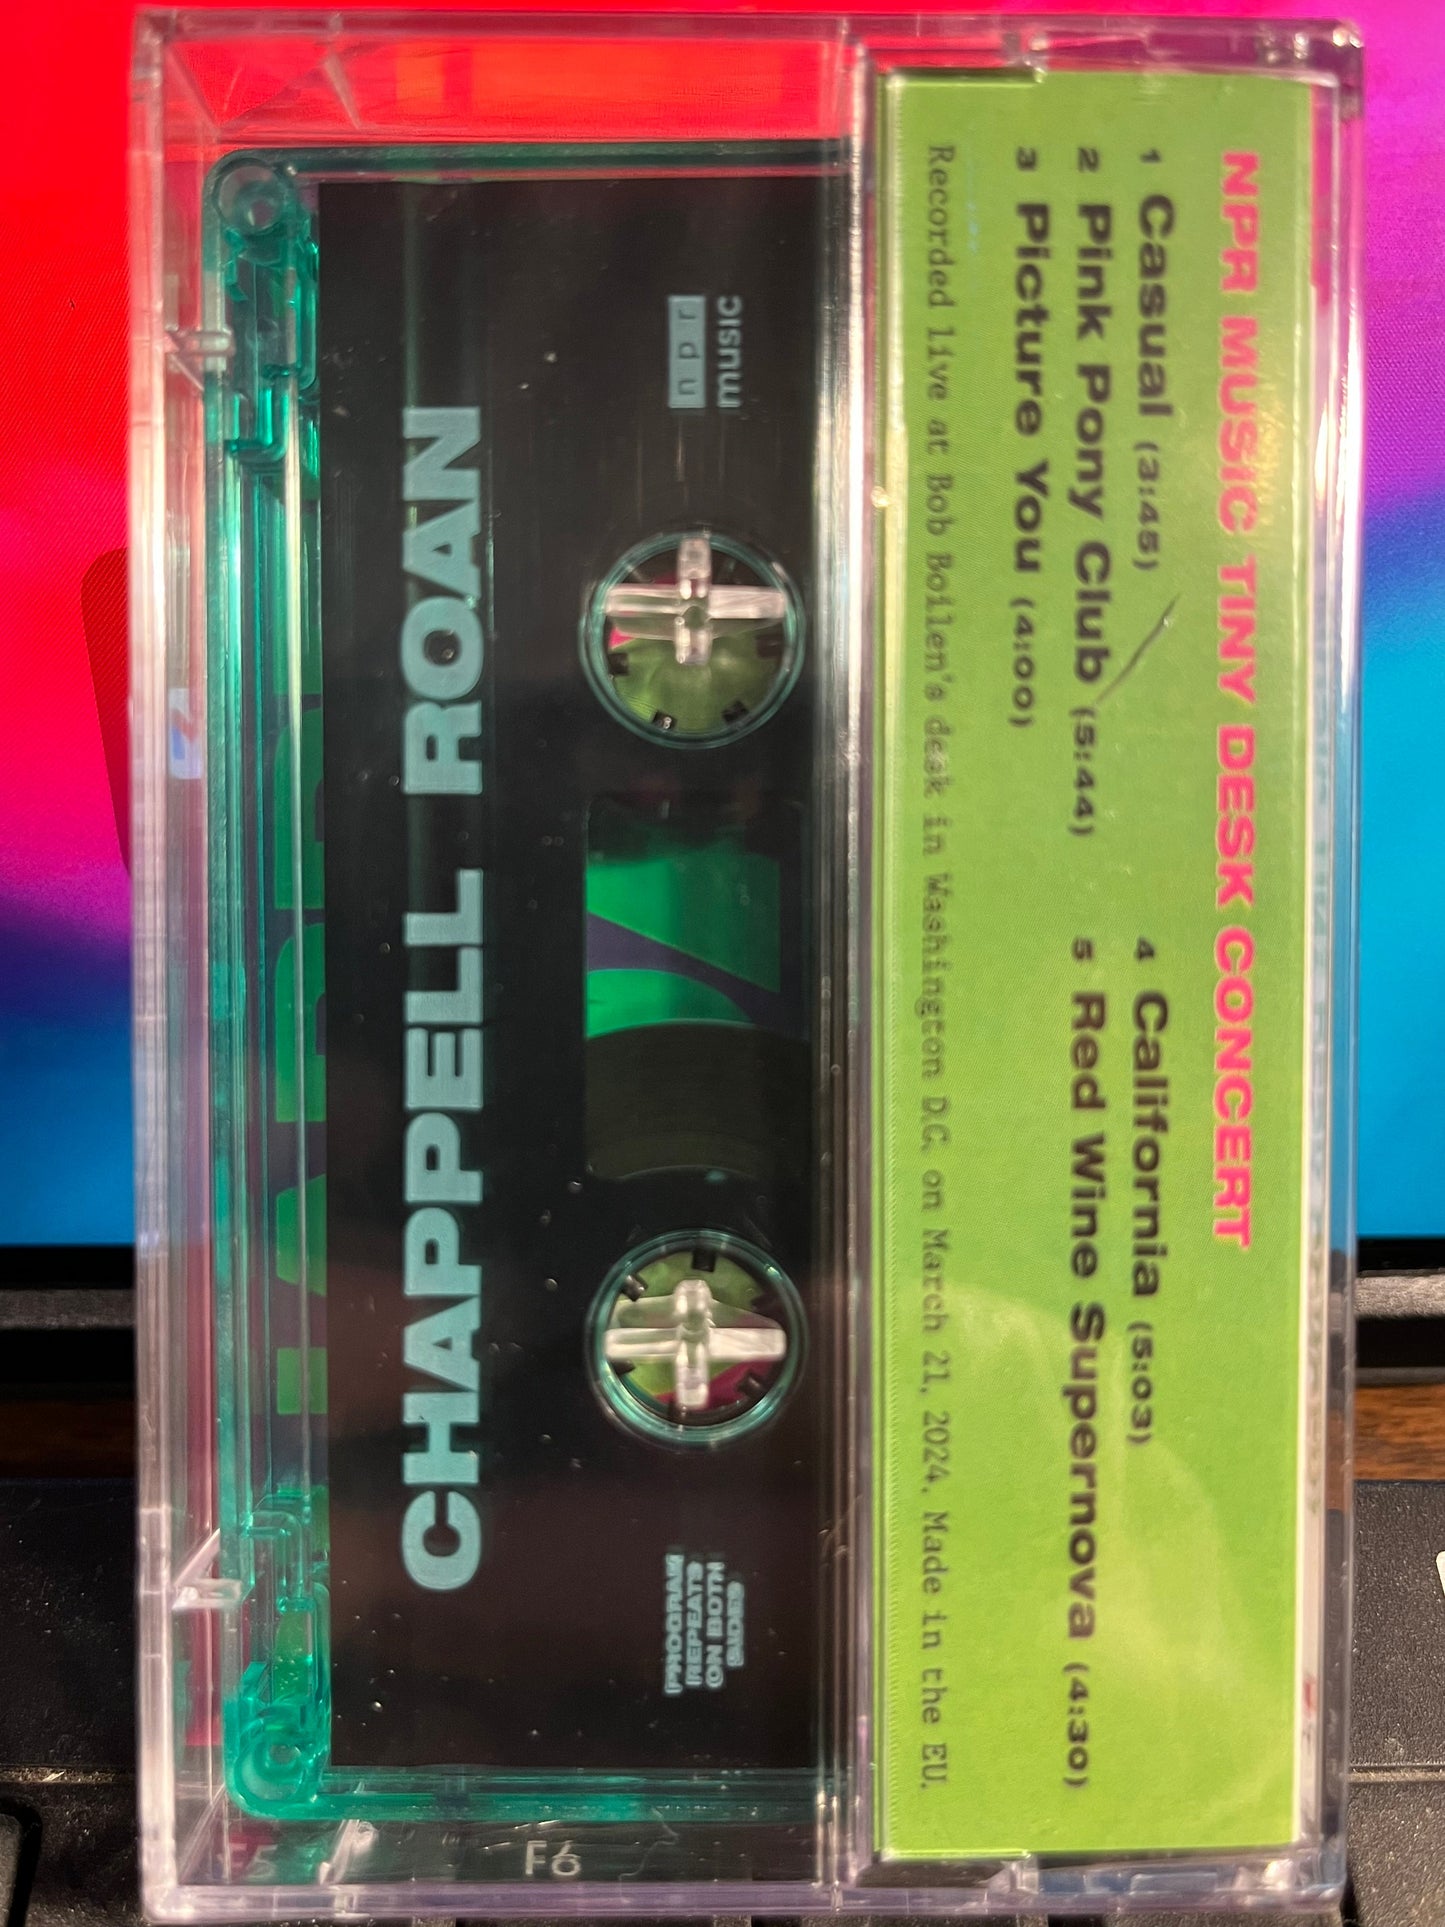 NPR MUSIC TINY DESK CONCERT
1 Casual (3:45)
2 Pink Pony Club (5:44)
3 Picture You (4:00)
4 California (5:03)
5 Red Wine Supernova (4:30)
Recorded live at Bob Boilen's desk in Washington D.C. on March 21, 2024. Made in the EU.
CHAPPELL ROAN
npr
music
PROGRAM
REPEATS
ON BOTH
SIDES
F6
F5